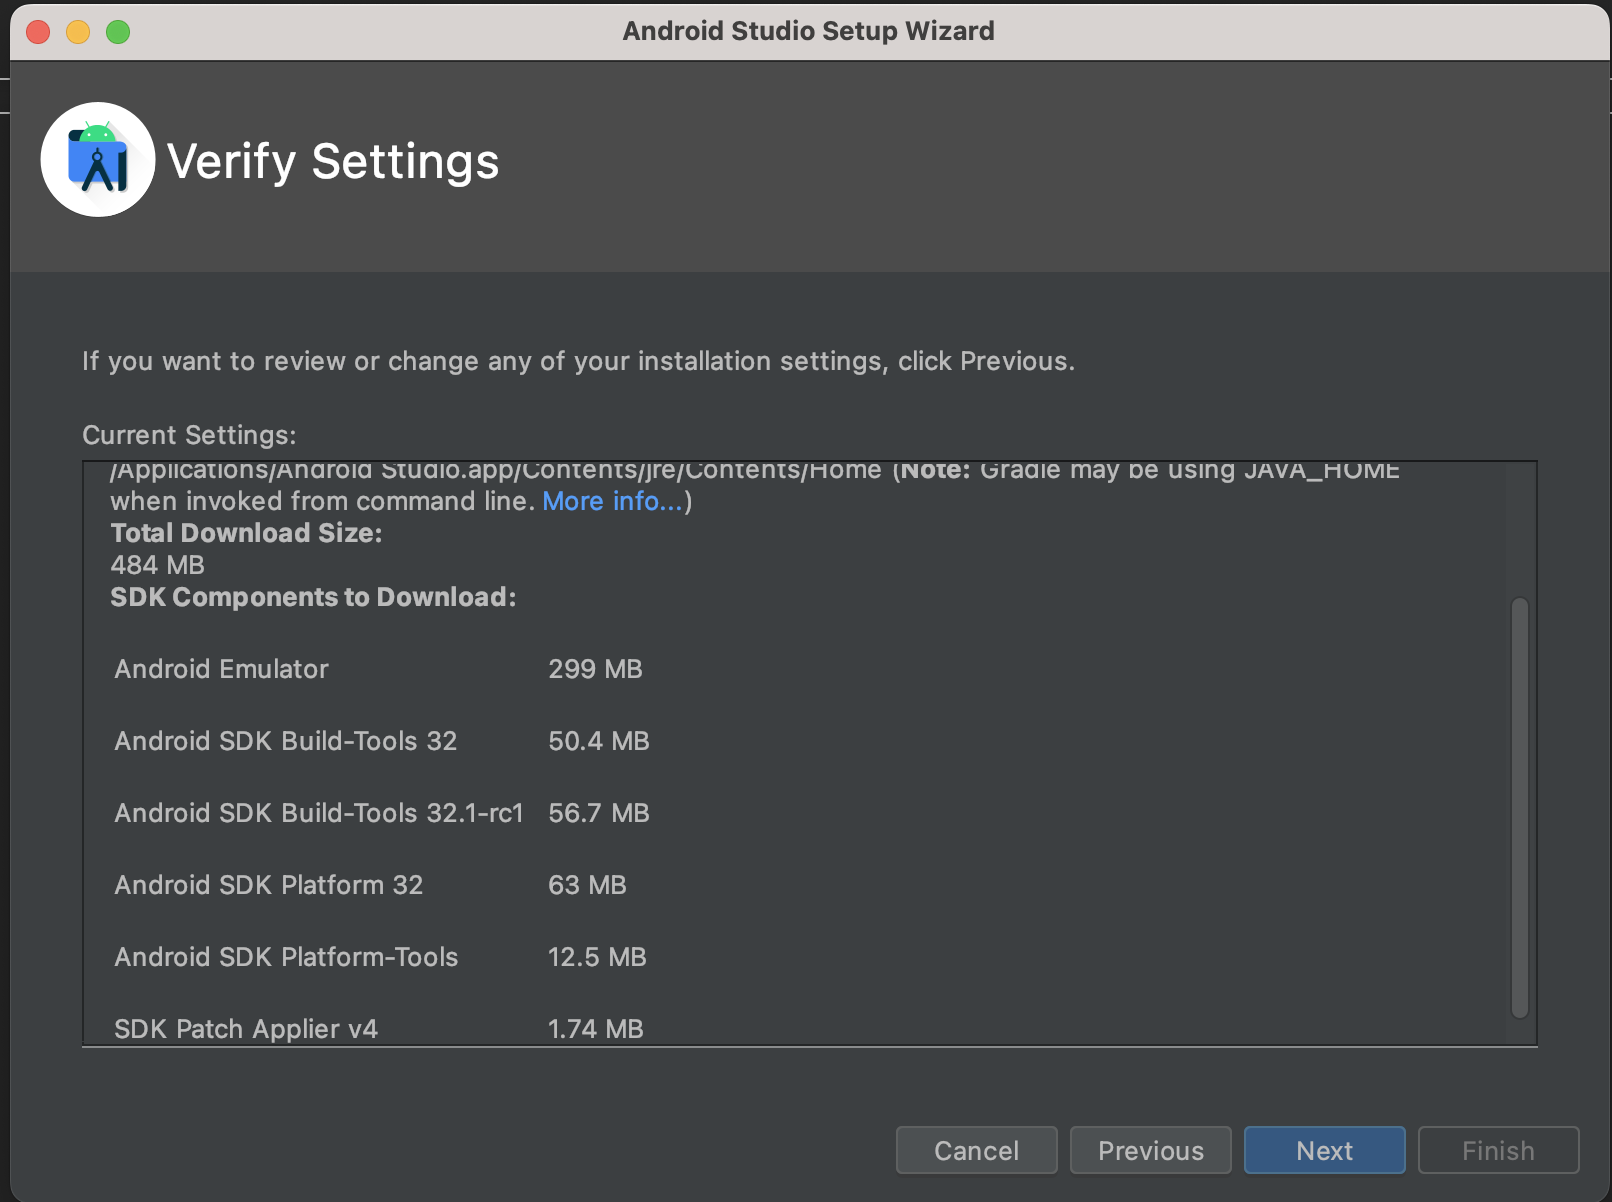 Android Studio Setup Wizard
Verify Settings
If you want to review or change any of your installation settings, click Previous.
Current Settings:
/Applications/Android Studio.app/Contents/jre/Contents/Home (Note: Gradle may be using JAVA_HOME
when invoked from command line. More info...)
Total Download Size:
484 MB
SDK Components to Download:
Android Emulator 299 MB
Android SDK Build-Tools 32 50.4 MB
Android SDK Build-Tools 32.1-rc1 56.7 MB
Android SDK Platform 32 63 MB
Android SDK Platform-Tools 12.5 MB
SDK Patch Applier v4 1.74 MB
Cancel Previous Next Finish